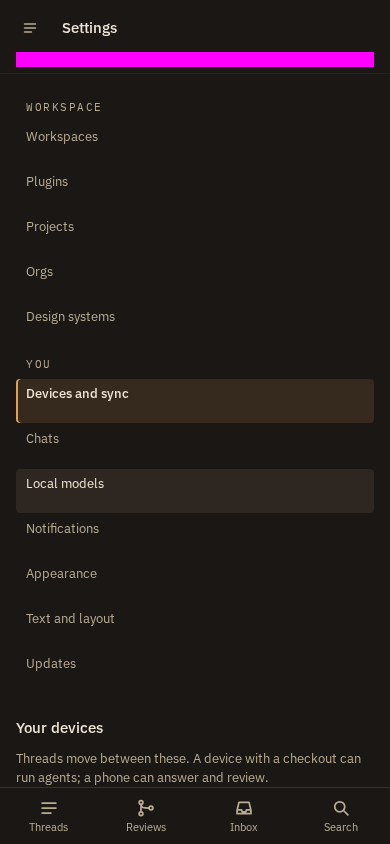 Settings
WORKSPACE
Workspaces
Plugins
Projects
Orgs
Design systems
YOU
Devices and sync
Chats
Local models
Notifications
Appearance
Text and layout
Updates
Your devices
Threads move between these. A device with a checkout can
run agents; a phone can answer and review.
Threads
Reviews
Inbox
Search